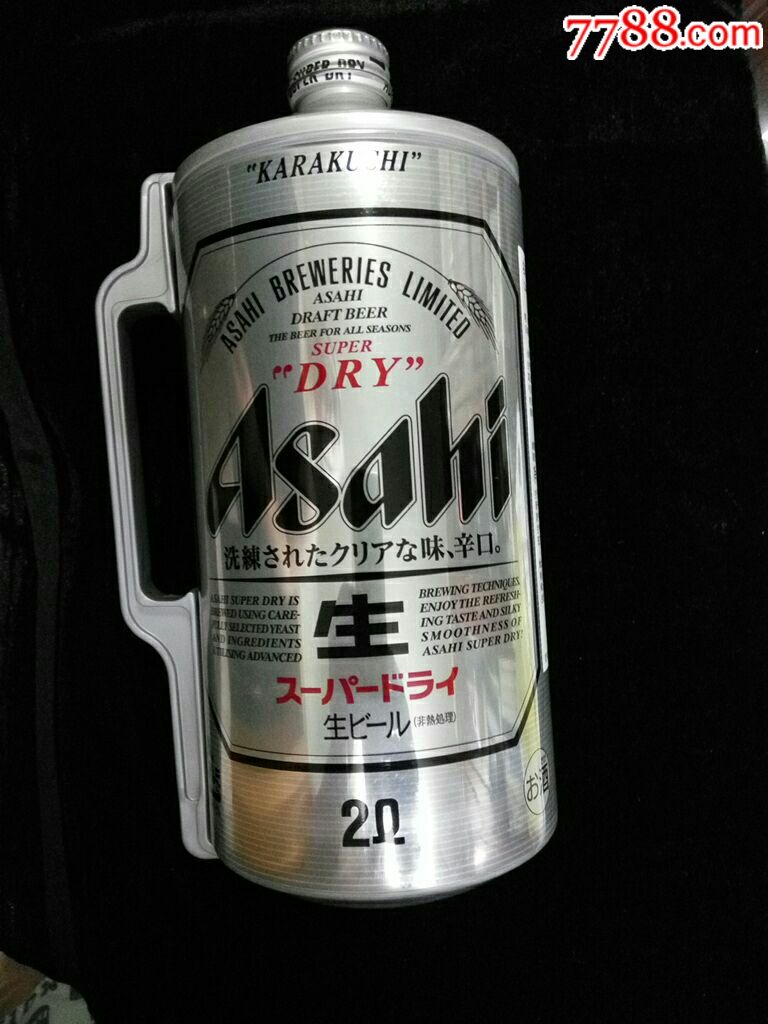 7788.com
SUPER DRY
SUPER DRY
"KARAKUCHI"
ASAHI BREWERIES LIMITED
ASAHI
DRAFT BEER
THE BEER FOR ALL SEASONS
SUPER
"DRY"
Asahi
洗練されたクリアな味、辛口。
ASAHI SUPER DRY IS
BREWED USING CARE-
FULLY SELECTED YEAST
AND INGREDIENTS
UTILISING ADVANCED
生
BREWING TECHNIQUES.
ENJOY THE REFRESH-
ING TASTE AND SILKY
SMOOTHNESS OF
ASAHI SUPER DRY!
スーパードライ
生ビール(非熱処理)
お酒
2ℓ